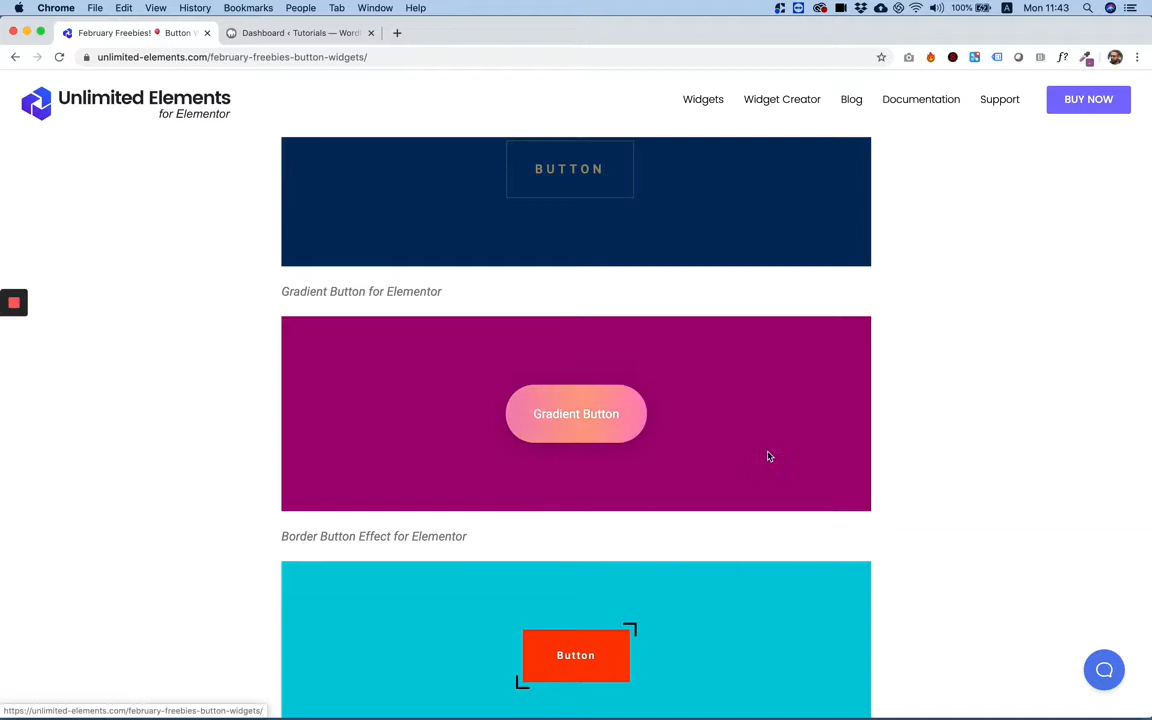 Chrome File Edit View History Bookmarks People Tab Window Help 100% Mon 11:43
February Freebies! Button Dashboard ‹ Tutorials — Word
unlimited-elements.com/february-freebies-button-widgets/
Unlimited Elements
for Elementor
Widgets Widget Creator Blog Documentation Support BUY NOW
BUTTON
Gradient Button for Elementor
Gradient Button
Border Button Effect for Elementor
Button
https://unlimited-elements.com/february-freebies-button-widgets/